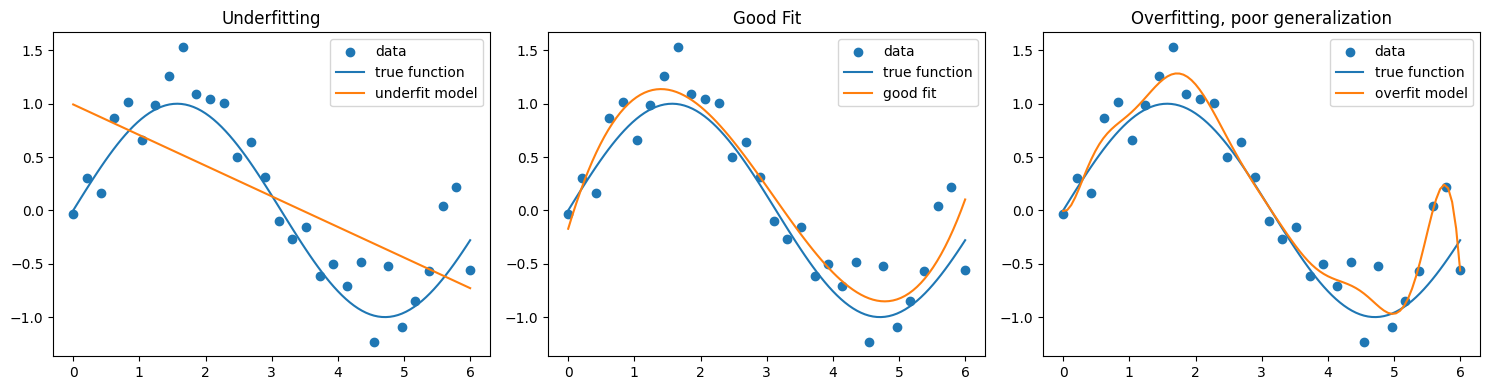 Underfitting
data
true function
underfit model
1.5
1.0
0.5
0.0
−0.5
−1.0
0 1 2 3 4 5 6
Good Fit
data
true function
good fit
1.5
1.0
0.5
0.0
−0.5
−1.0
0 1 2 3 4 5 6
Overfitting, poor generalization
data
true function
overfit model
1.5
1.0
0.5
0.0
−0.5
−1.0
0 1 2 3 4 5 6